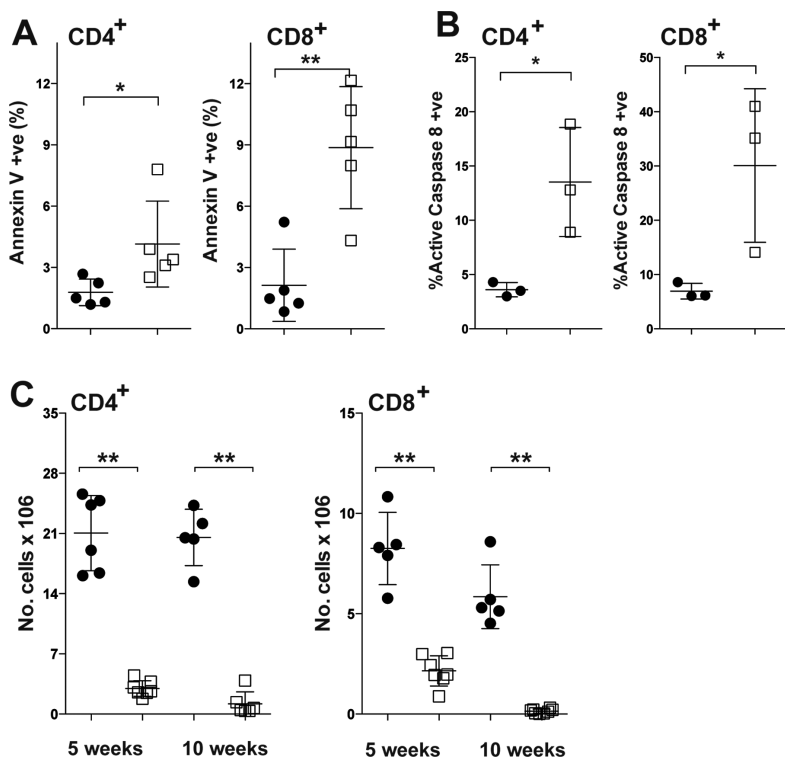 A
CD4+
Annexin V +ve (%)
12
9
6
3
0
*
CD8+
Annexin V +ve (%)
12
9
6
3
0
**
B
CD4+
%Active Caspase 8 +ve
25
20
15
10
5
0
*
CD8+
%Active Caspase 8 +ve
50
40
30
20
10
0
*
C
CD4+
No. cells x 106
35
28
21
14
7
0
**
**
5 weeks
10 weeks
CD8+
No. cells x 106
15
10
5
0
**
**
5 weeks
10 weeks